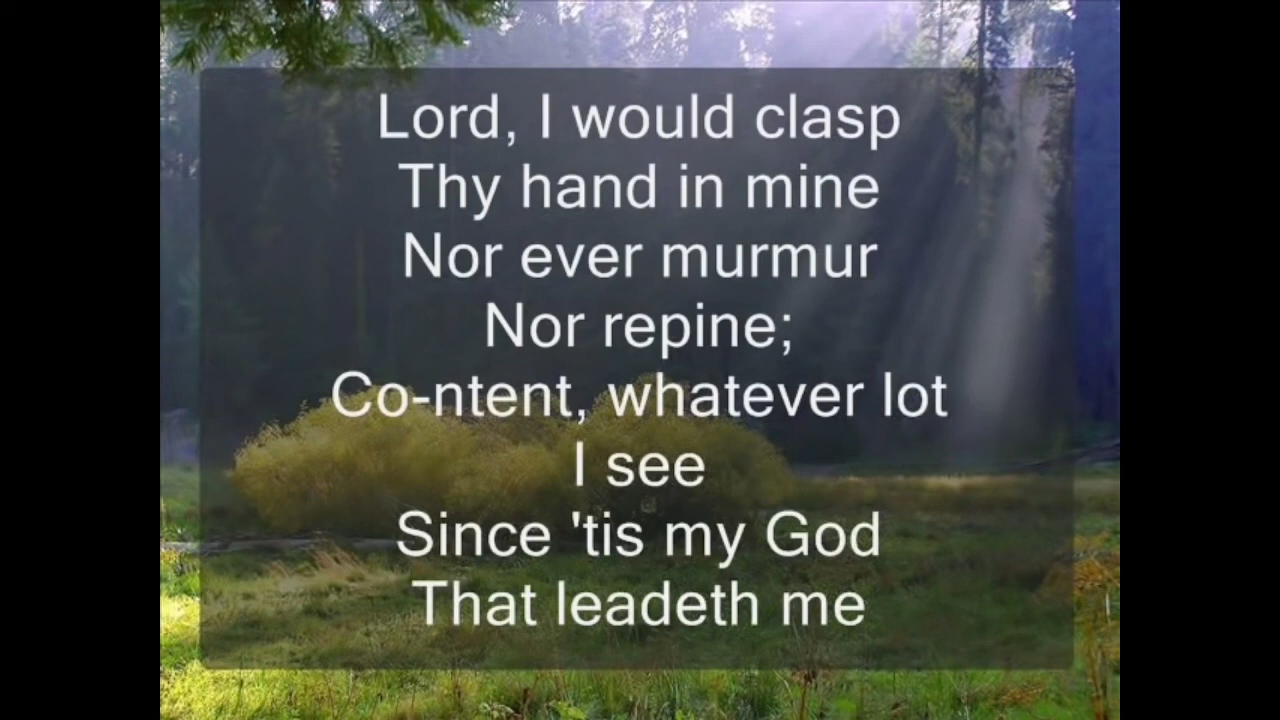 Lord, I would clasp
Thy hand in mine
Nor ever murmur
Nor repine;
Co-ntent, whatever lot
I see
Since 'tis my God
That leadeth me